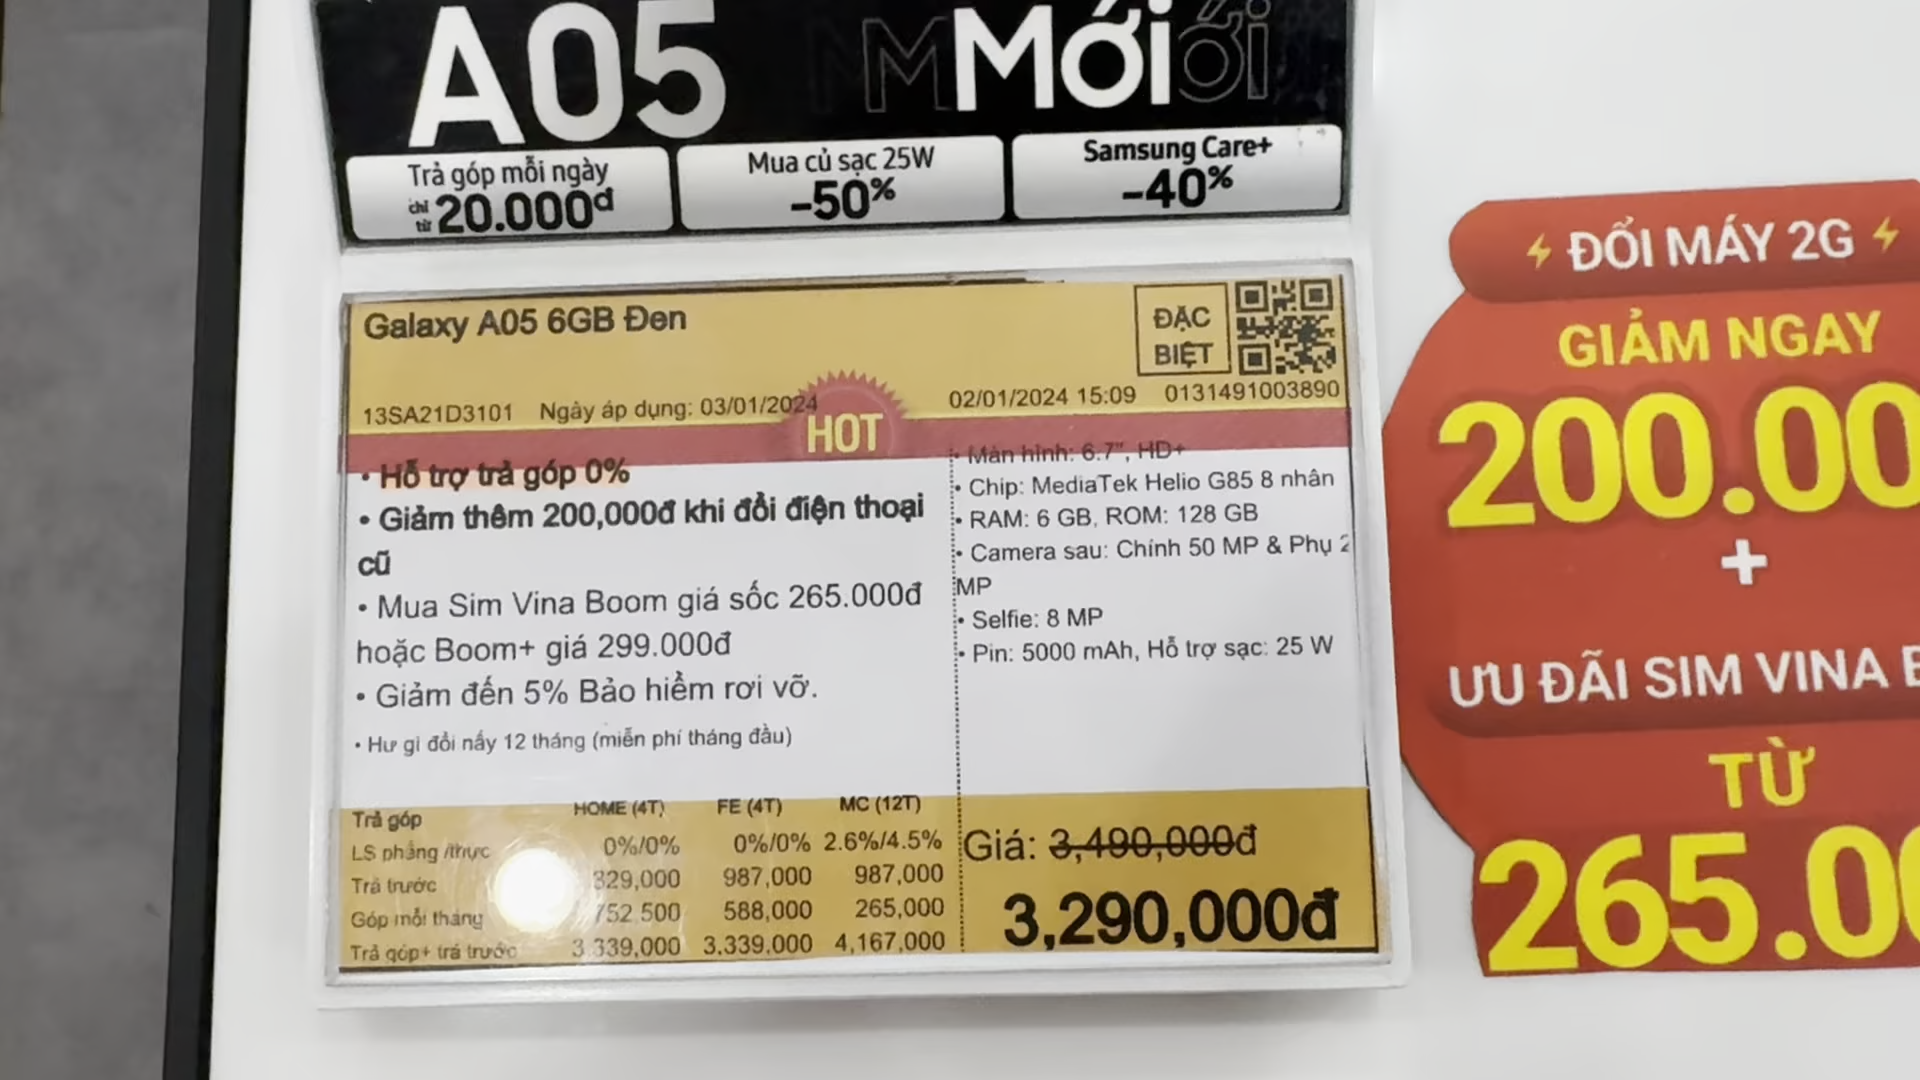 A05 Mới
Trả góp mỗi ngày
chỉ từ 20.000đ
Mua củ sạc 25W
-50%
Samsung Care+
-40%
Galaxy A05 6GB Đen
ĐẶC
BIỆT
13SA21D3101 Ngày áp dụng: 03/01/2024
02/01/2024 15:09 0131491003890
HOT
• Hỗ trợ trả góp 0%
• Giảm thêm 200,000đ khi đổi điện thoại
cũ
• Mua Sim Vina Boom giá sốc 265.000đ
hoặc Boom+ giá 299.000đ
• Giảm đến 5% Bảo hiểm rơi vỡ.
• Hư gì đổi nấy 12 tháng (miễn phí tháng đầu)
• Màn hình: 6.7", HD+
• Chip: MediaTek Helio G85 8 nhân
• RAM: 6 GB, ROM: 128 GB
• Camera sau: Chính 50 MP & Phụ 2
MP
• Selfie: 8 MP
• Pin: 5000 mAh, Hỗ trợ sạc: 25 W
Trả góp HOME (4T) FE (4T) MC (12T)
LS phẳng /thực 0%/0% 0%/0% 2.6%/4.5%
Trả trước 329,000 987,000 987,000
Góp mỗi tháng 752,500 588,000 265,000
Trả góp+ trả trước 3,339,000 3,339,000 4,167,000
Giá: 3,490,000đ
3,290,000đ
ĐỔI MÁY 2G
GIẢM NGAY
200.00
+
ƯU ĐÃI SIM VINA
TỪ
265.00